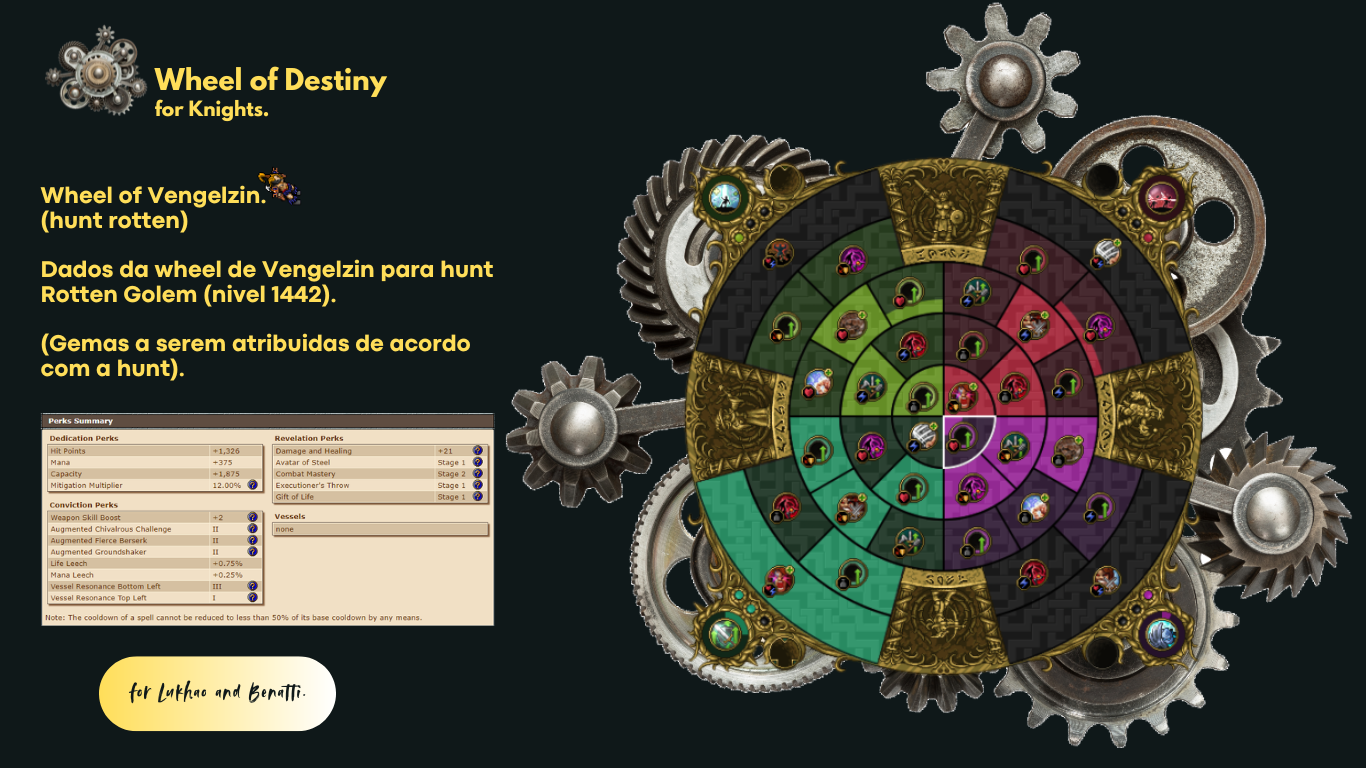 Wheel of Destiny
for Knights.
Wheel of Vengelzin.
(hunt rotten)
Dados da wheel de Vengelzin para hunt
Rotten Golem (nivel 1442).
(Gemas a serem atribuidas de acordo
com a hunt).
Perks Summary
Dedication Perks
Hit Points +1,326
Mana +375
Capacity +1,875
Mitigation Multiplier 12.00%
Conviction Perks
Weapon Skill Boost +2
Augmented Chivalrous Challenge II
Augmented Fierce Berserk II
Augmented Groundshaker II
Life Leech +0.75%
Mana Leech +0.25%
Vessel Resonance Bottom Left III
Vessel Resonance Top Left I
Revelation Perks
Damage and Healing +21
Avatar of Steel Stage 1
Combat Mastery Stage 2
Executioner's Throw Stage 1
Gift of Life Stage 1
Vessels
none
Note: The cooldown of a spell cannot be reduced to less than 50% of its base cooldown by any means.
for Lukhao and Benatti.